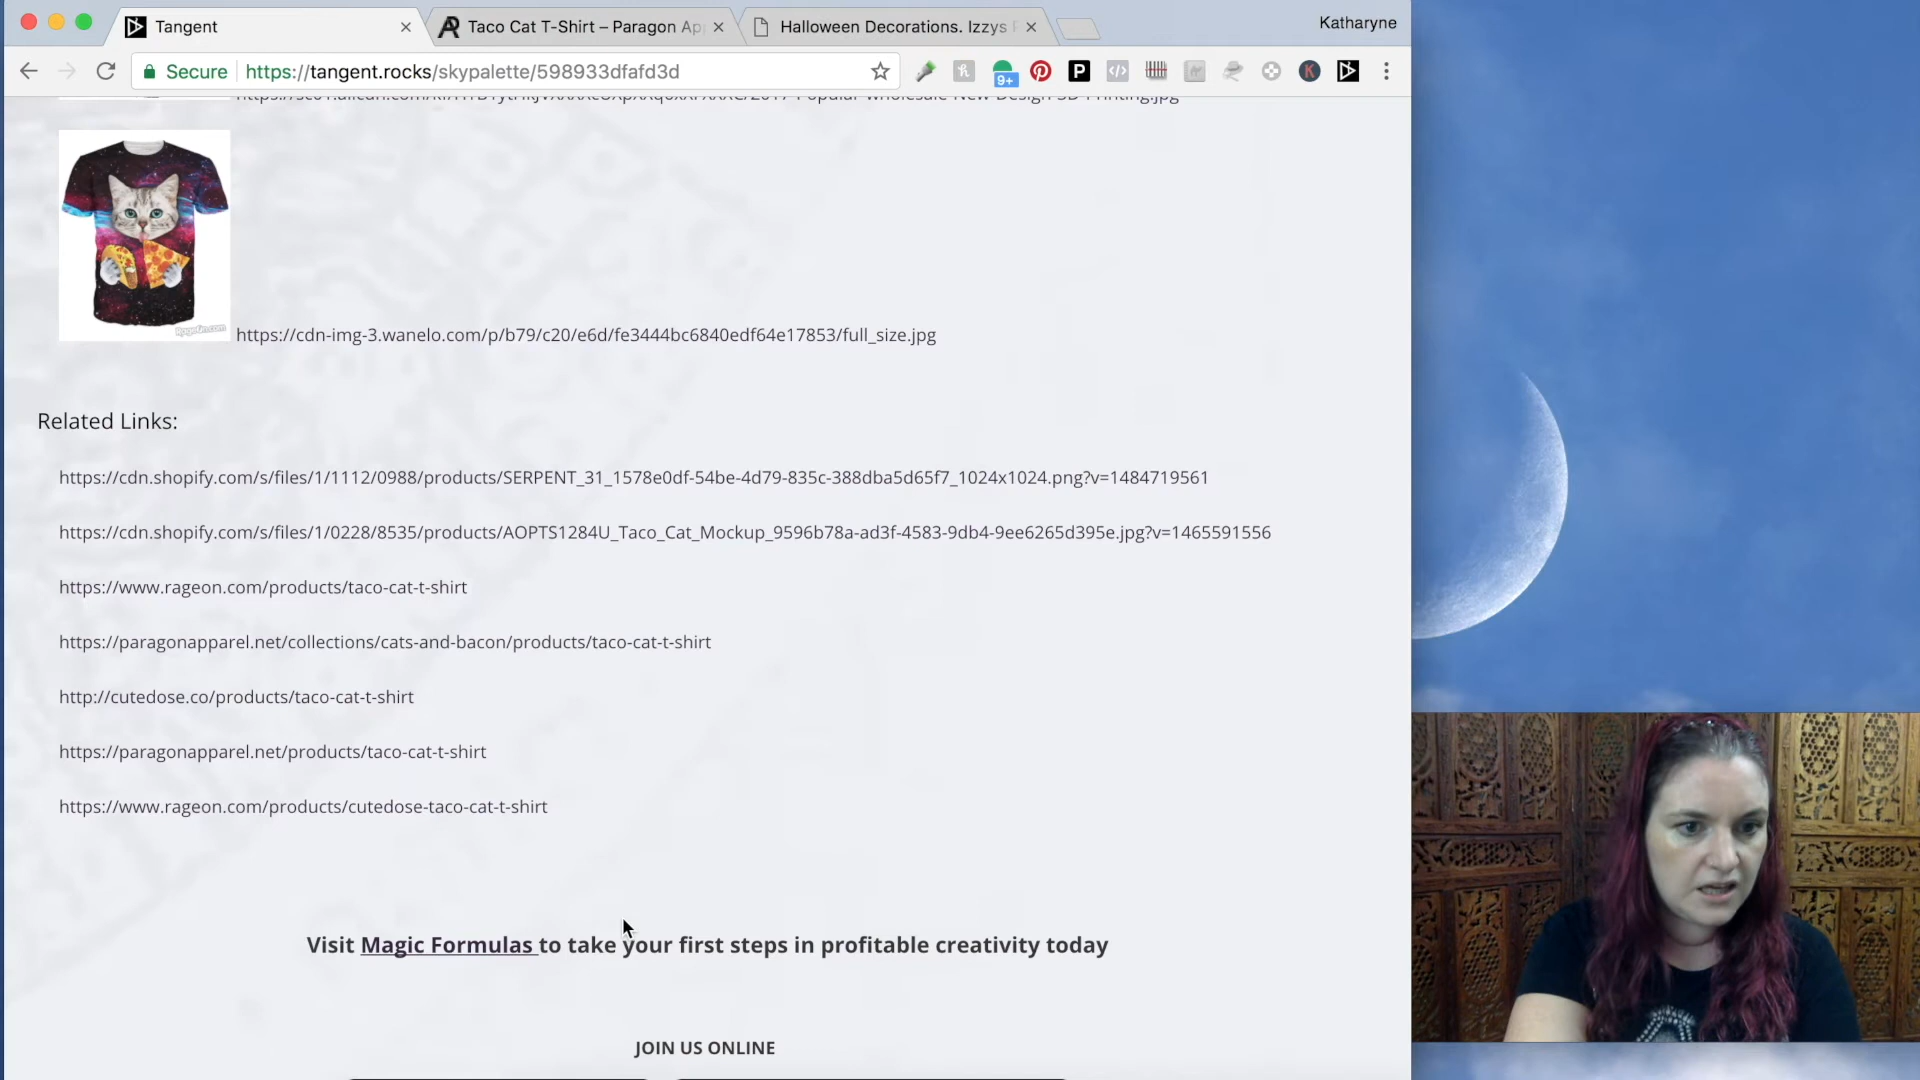 Tangent
Taco Cat T-Shirt – Paragon Ap
Halloween Decorations. Izzys
Katharyne
Secure https://tangent.rocks/skypalette/598933dfafd3d
9+
https://cdn-img-3.wanelo.com/p/b79/c20/e6d/fe3444bc6840edf64e17853/full_size.jpg
Related Links:
https://cdn.shopify.com/s/files/1/1112/0988/products/SERPENT_31_1578e0df-54be-4d79-835c-388dba5d65f7_1024x1024.png?v=1484719561
https://cdn.shopify.com/s/files/1/0228/8535/products/AOPTS1284U_Taco_Cat_Mockup_9596b78a-ad3f-4583-9db4-9ee6265d395e.jpg?v=1465591556
https://www.rageon.com/products/taco-cat-t-shirt
https://paragonapparel.net/collections/cats-and-bacon/products/taco-cat-t-shirt
http://cutedose.co/products/taco-cat-t-shirt
https://paragonapparel.net/products/taco-cat-t-shirt
https://www.rageon.com/products/cutedose-taco-cat-t-shirt
Visit Magic Formulas to take your first steps in profitable creativity today
JOIN US ONLINE